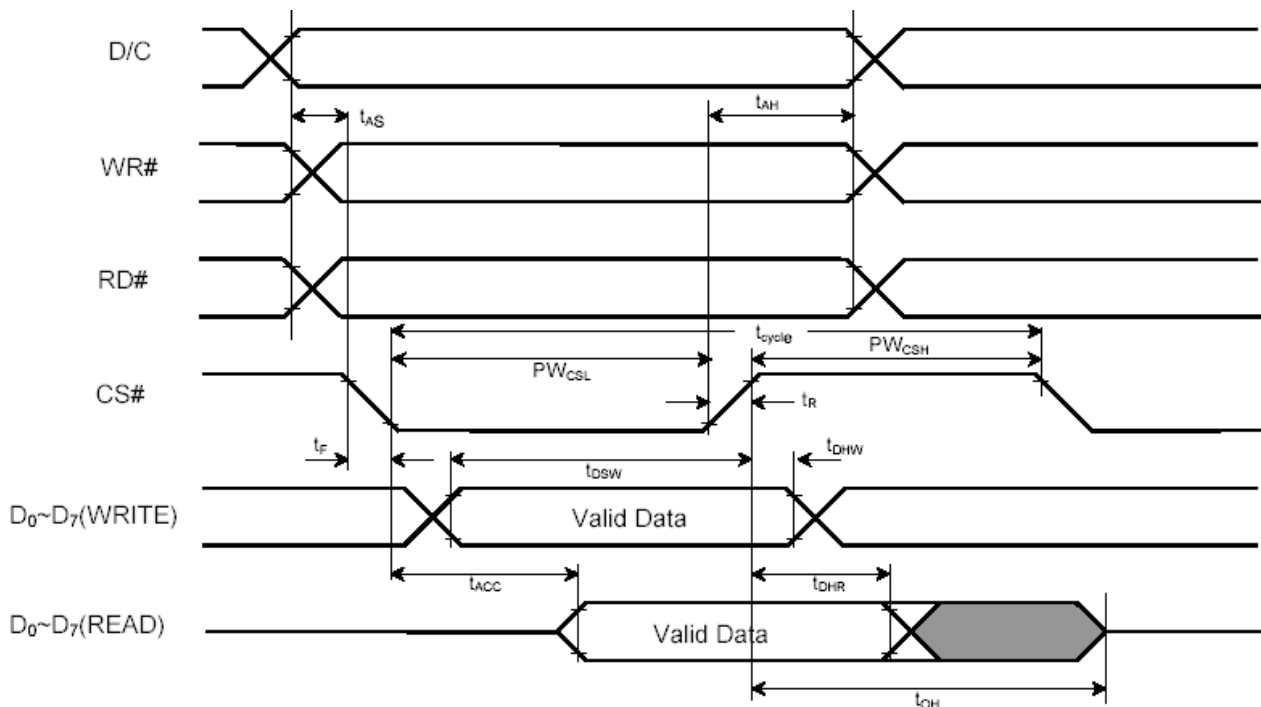 D/C
tAS
tAH
WR#
RD#
tcycle
PWCSL
PWCSH
CS#
tR
tF
tDSW
tDHW
D0~D7(WRITE)
Valid Data
tACC
tDHR
D0~D7(READ)
Valid Data
tOH